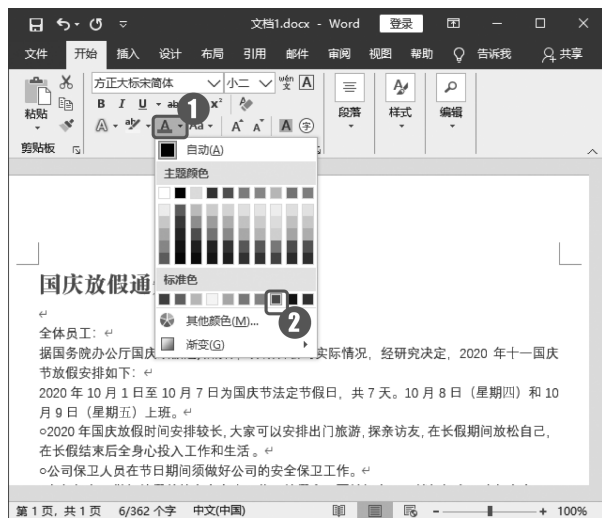 文档1.docx - Word 登录
文件 开始 插入 设计 布局 引用 邮件 审阅 视图 帮助 告诉我 共享
方正大标宋简体 小二 wén 文 A
粘贴 B I U ab x² 段落 样式 编辑
A aby A Aa A A A 字
剪贴板
1
自动(A)
主题颜色
标准色
2
其他颜色(M)...
渐变(G)
国庆放假通
全体员工：
据国务院办公厅国庆 实际情况，经研究决定，2020 年十一国庆
节放假安排如下：
2020 年 10 月 1 日至 10 月 7 日为国庆节法定节假日，共 7 天。10 月 8 日（星期四）和 10
月 9 日（星期五）上班。
○2020 年国庆放假时间安排较长，大家可以安排出门旅游，探亲访友，在长假期间放松自己，
在长假结束后全身心投入工作和生活。
○公司保卫人员在节日期间须做好公司的安全保卫工作。
第 1 页，共 1 页 6/362 个字 中文(中国) - + 100%